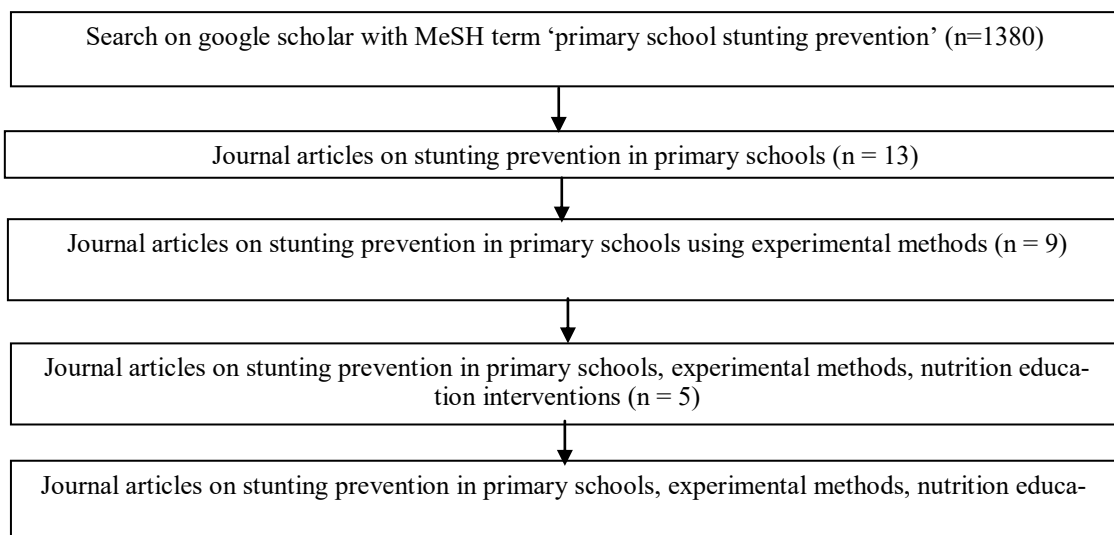 Search on google scholar with MeSH term ‘primary school stunting prevention’ (n=1380)
Journal articles on stunting prevention in primary schools (n = 13)
Journal articles on stunting prevention in primary schools using experimental methods (n = 9)
Journal articles on stunting prevention in primary schools, experimental methods, nutrition educa-
tion interventions (n = 5)
Journal articles on stunting prevention in primary schools, experimental methods, nutrition educa-